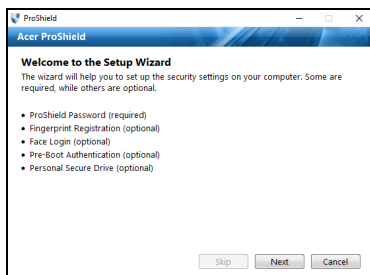 ProShield
Acer ProShield
Welcome to the Setup Wizard
The wizard will help you to set up the security settings on your computer. Some are
required, while others are optional.
• ProShield Password (required)
• Fingerprint Registration (optional)
• Face Login (optional)
• Pre-Boot Authentication (optional)
• Personal Secure Drive (optional)
Skip Next Cancel